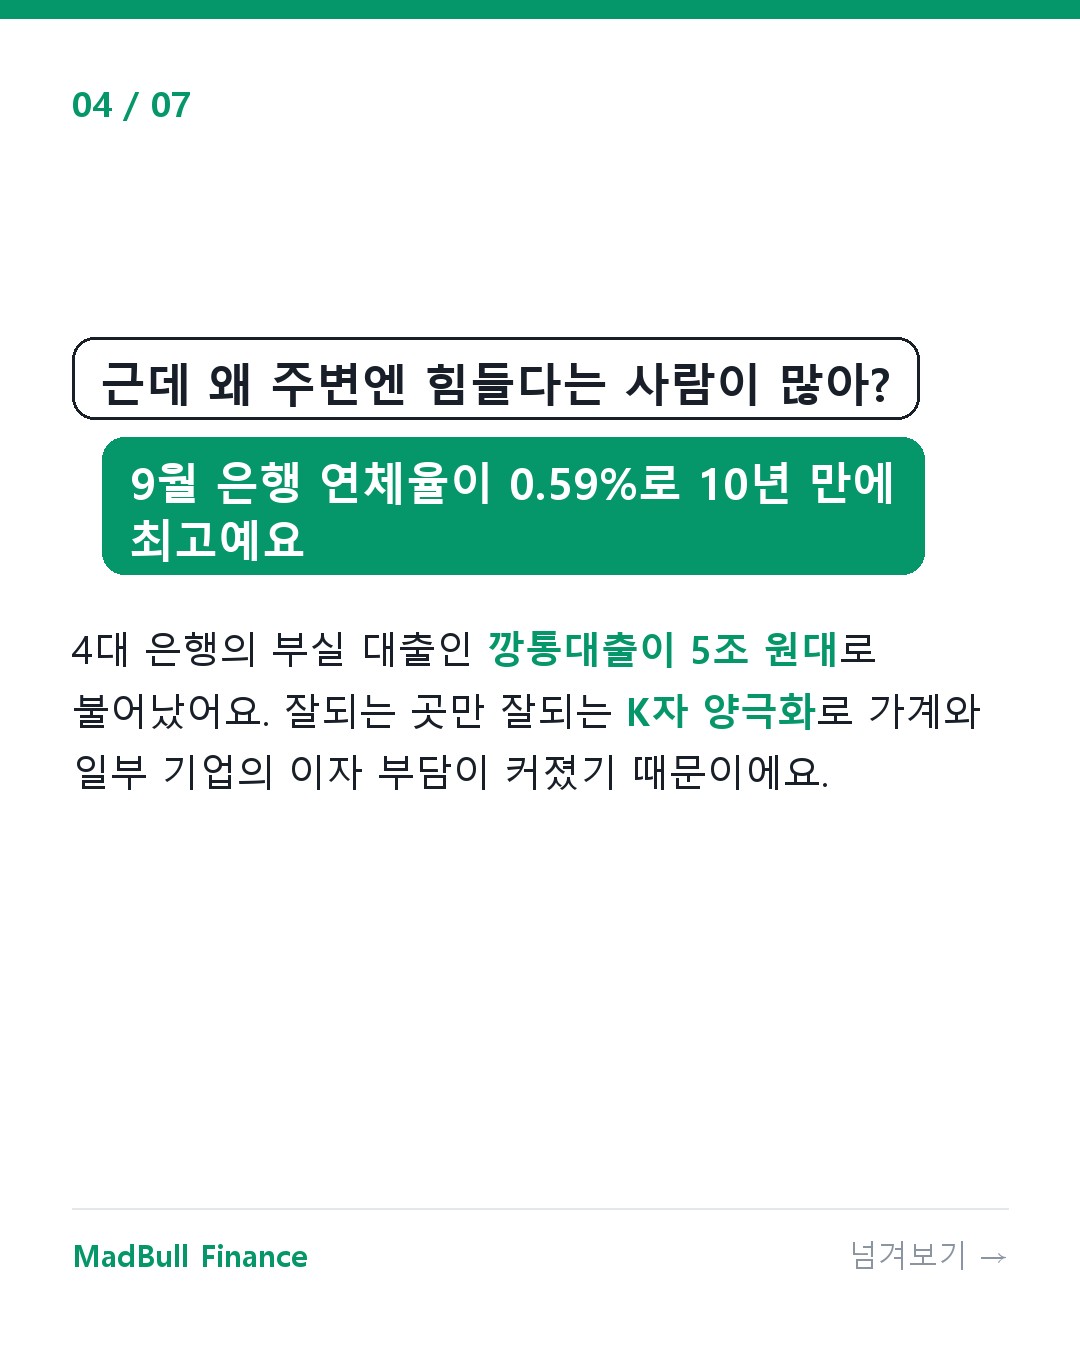 04 / 07
근데 왜 주변엔 힘들다는 사람이 많아?
9월 은행 연체율이 0.59%로 10년 만에
최고예요
4대 은행의 부실 대출인 깡통대출이 5조 원대로
불어났어요. 잘되는 곳만 잘되는 K자 양극화로 가계와
일부 기업의 이자 부담이 커졌기 때문이에요.
MadBull Finance
넘겨보기 →